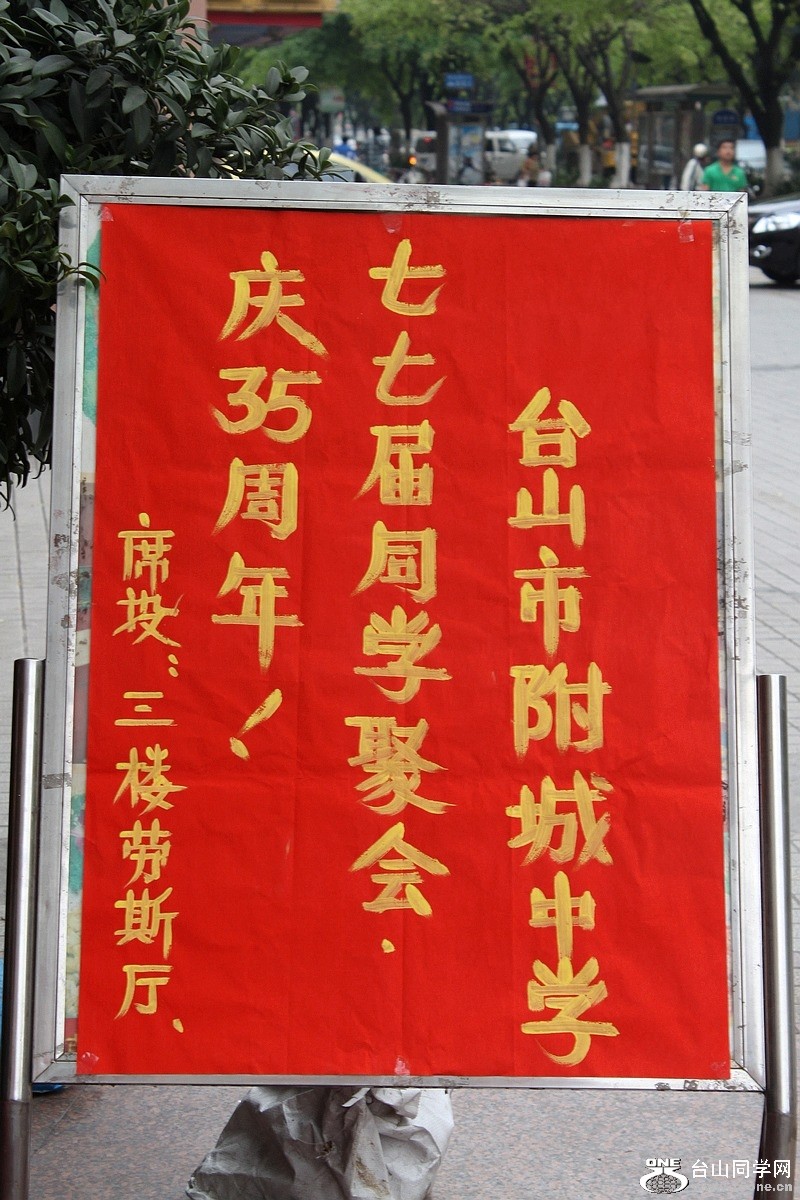 台山市附城中学
七七届同学聚会.
庆35周年!
席设:三楼劳斯厅、
ONE 台山同学网
ne.cn